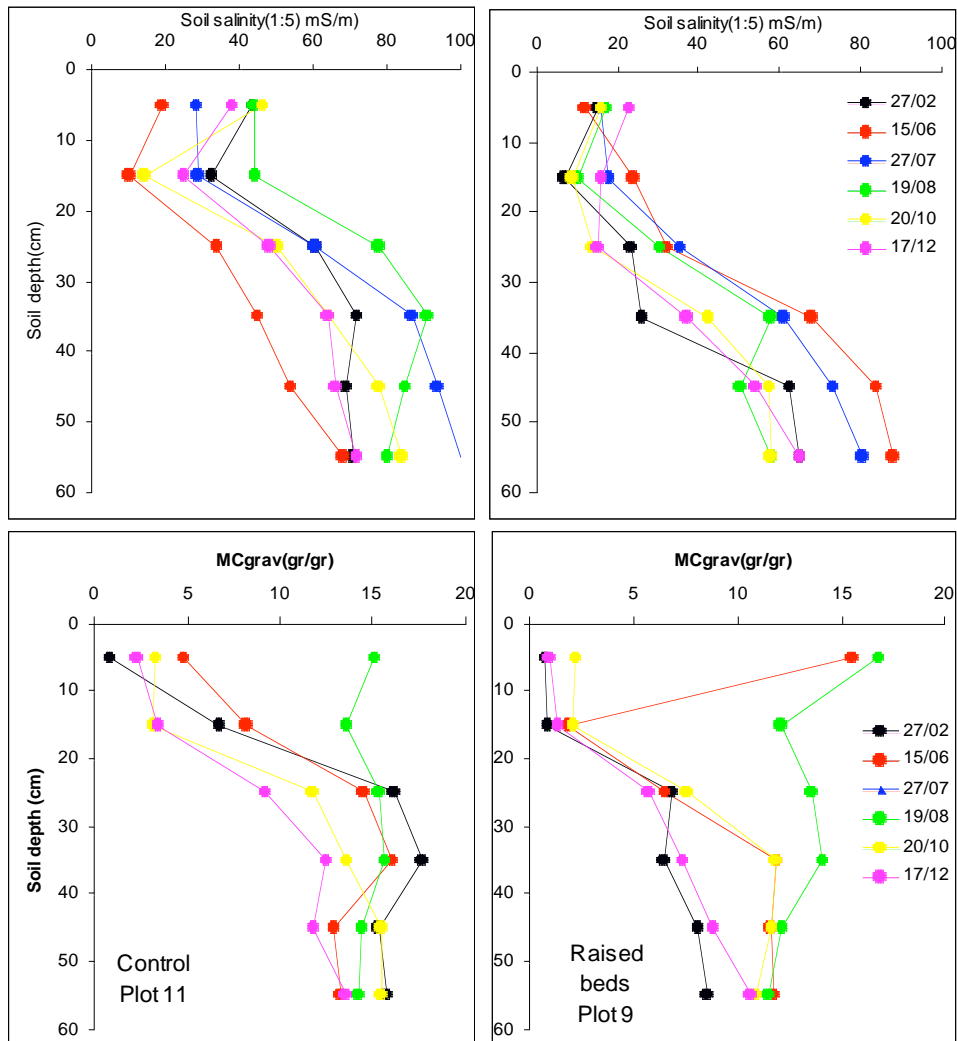 Soil salinity(1:5) mS/m
0 20 40 60 80 100
Soil depth(cm)
0
10
20
30
40
50
60
Soil salinity(1:5) mS/m
0 20 40 60 80 100
0
10
20
30
40
50
60
27/02
15/06
27/07
19/08
20/10
17/12
MCgrav(gr/gr)
0 5 10 15 20
Soil depth (cm)
0
10
20
30
40
50
60
Control
Plot 11
MCgrav(gr/gr)
0 5 10 15 20
0
10
20
30
40
50
60
27/02
15/06
27/07
19/08
20/10
17/12
Raised
beds
Plot 9